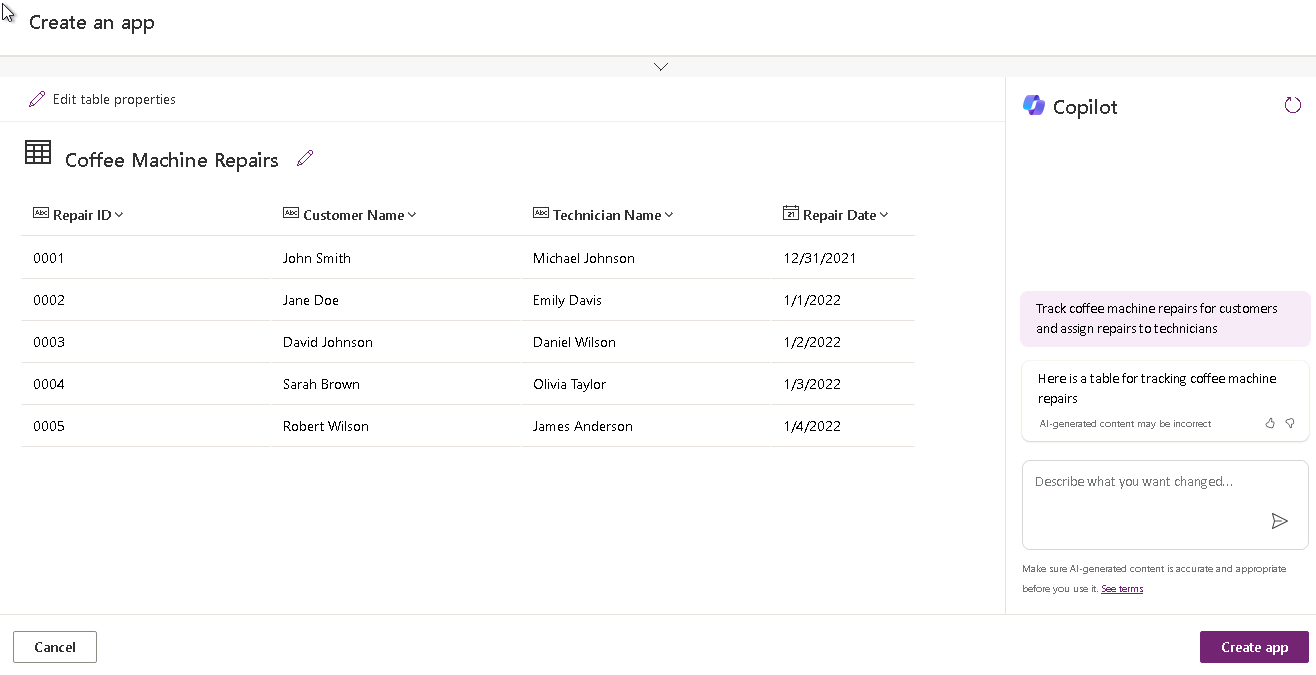 Create an app
Edit table properties
Coffee Machine Repairs
Abc Repair ID Abc Customer Name Abc Technician Name 21 Repair Date
0001 John Smith Michael Johnson 12/31/2021
0002 Jane Doe Emily Davis 1/1/2022
0003 David Johnson Daniel Wilson 1/2/2022
0004 Sarah Brown Olivia Taylor 1/3/2022
0005 Robert Wilson James Anderson 1/4/2022
Copilot
Track coffee machine repairs for customers
and assign repairs to technicians
Here is a table for tracking coffee machine
repairs
AI-generated content may be incorrect
Describe what you want changed...
Make sure AI-generated content is accurate and appropriate
before you use it. See terms
Cancel
Create app